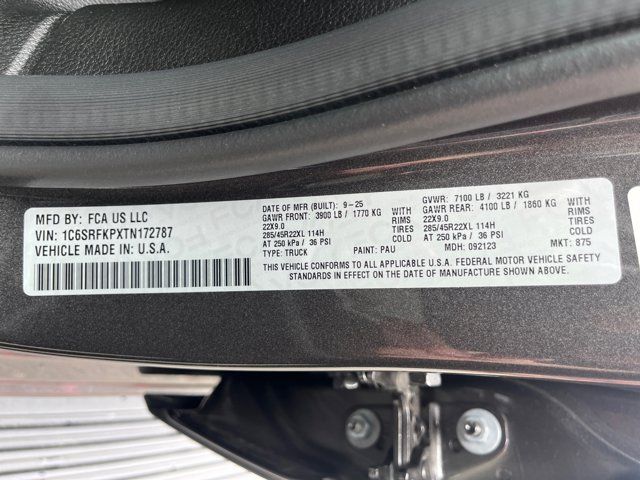 MFD BY: FCA US LLC
VIN: 1C6SRFKPXTN172787
VEHICLE MADE IN U.S.A.
DATE OF MFR (BUILT): 9-25
GAWR FRONT: 3900 LB / 1770 KG
22X9.0
285/45R22XL 114H
AT 250 kPa / 36 PSI
TYPE: TRUCK
WITH
RIMS
TIRES
PAINT: PAU
GVWR: 7100 LB / 3221 KG
GAWR REAR: 4100 LB / 1860 KG
22X9.0
285/45R22XL 114H
AT 250 kPa / 36 PSI
MDH: 092123
WITH
RIMS
TIRES
MKT: 875
THIS VEHICLE CONFORMS TO ALL APPLICABLE U.S.A. FEDERAL MOTOR VEHICLE SAFETY
STANDARDS IN EFFECT ON THE DATE OF MANUFACTURE SHOWN ABOVE.